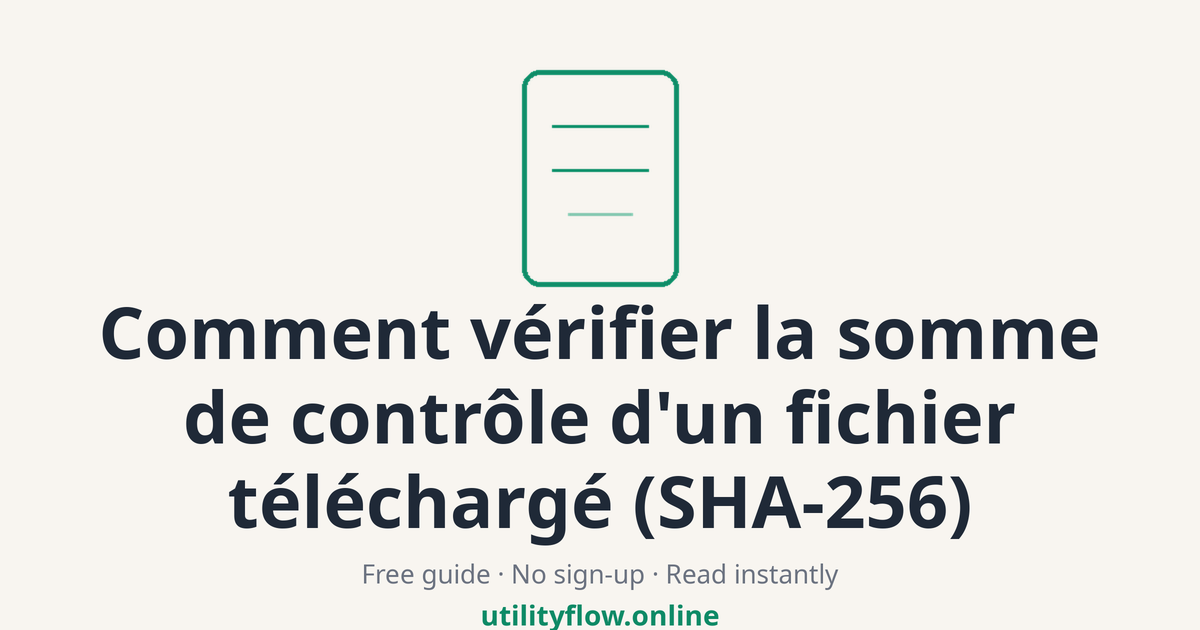 Comment vérifier la somme
de contrôle d'un fichier
téléchargé (SHA-256)
Free guide · No sign-up · Read instantly
utilityflow.online